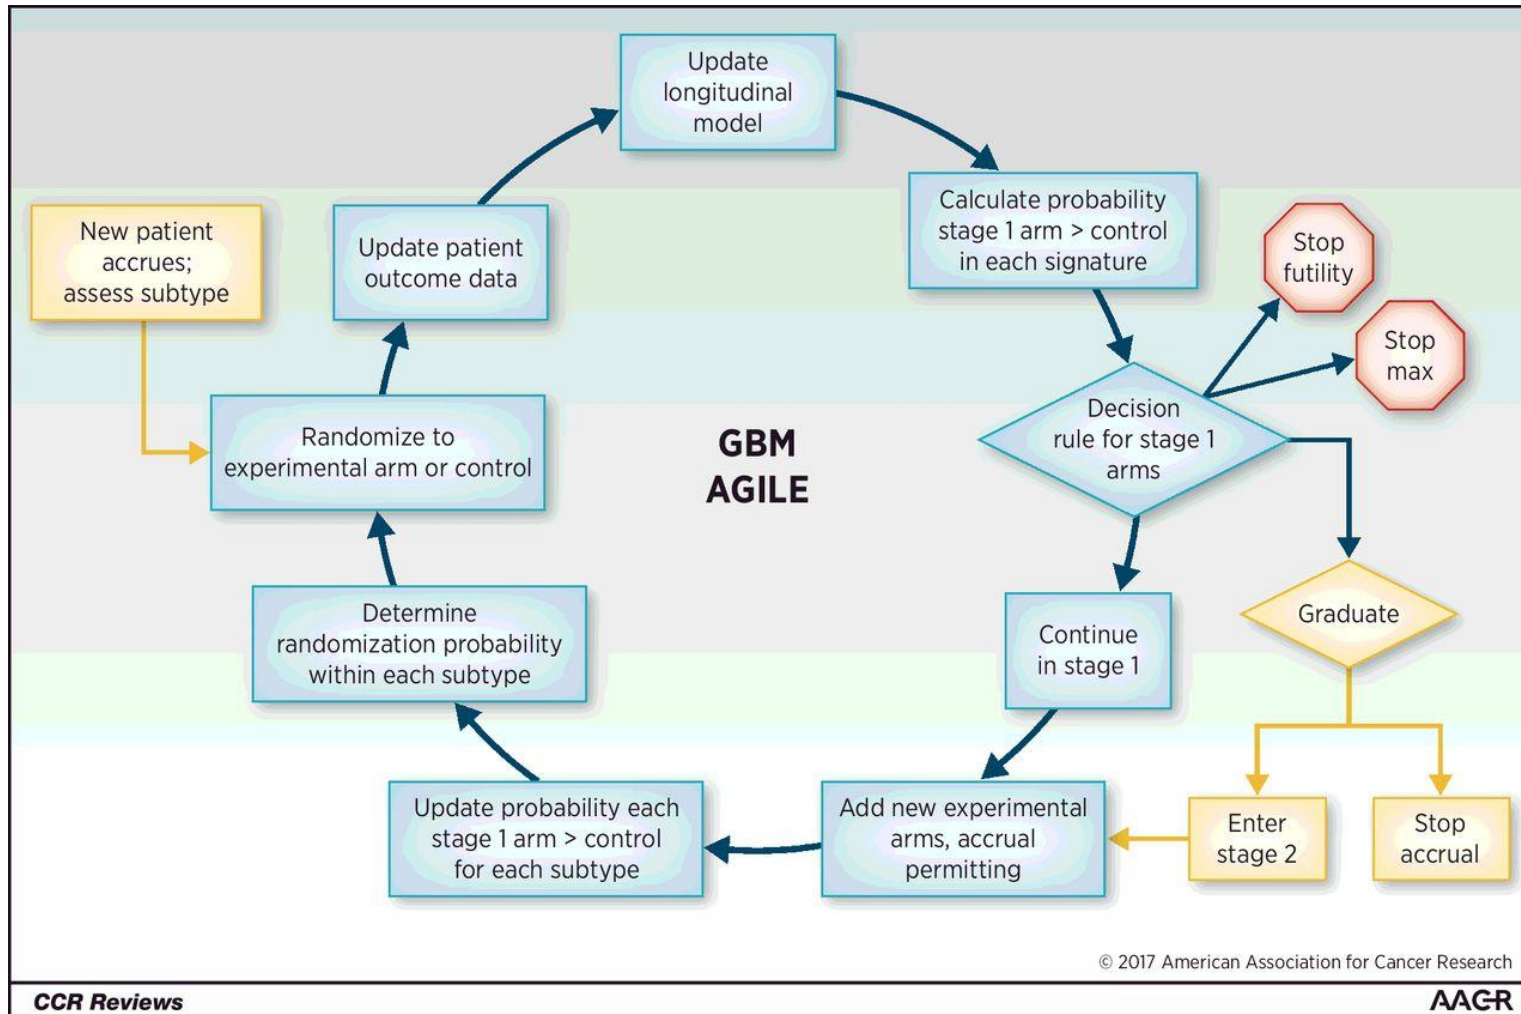 Update
longitudinal
model
Calculate probability
stage 1 arm > control
in each signature
New patient
accrues;
assess subtype
Update patient
outcome data
Stop
futility
Stop
max
Randomize to
experimental arm or control
GBM
AGILE
Decision
rule for stage 1
arms
Determine
randomization probability
within each subtype
Continue
in stage 1
Graduate
Update probability each
stage 1 arm > control
for each subtype
Add new experimental
arms, accrual
permitting
Enter
stage 2
Stop
accrual
© 2017 American Association for Cancer Research
CCR Reviews
AACR